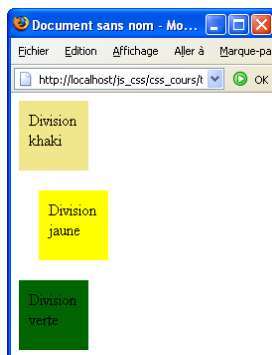 Document sans nom - Mo...
Fichier Edition Affichage Aller à Marque-pa
http://localhost/js_css/css_cours/t OK
Division
khaki
Division
jaune
Division
verte